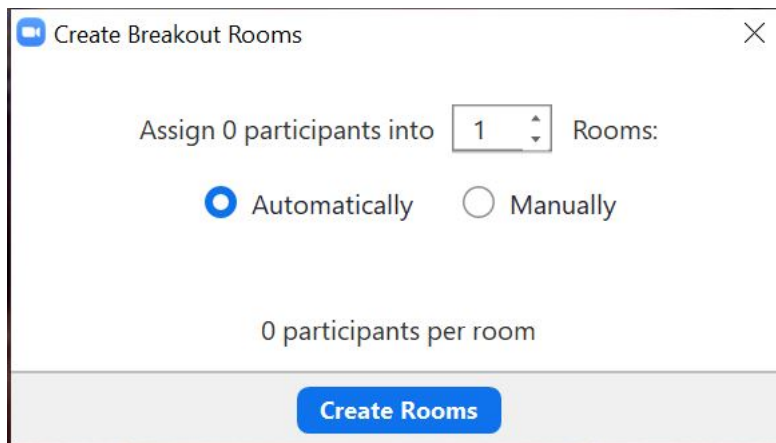 Create Breakout Rooms
Assign 0 participants into 1 Rooms:
Automatically Manually
0 participants per room
Create Rooms